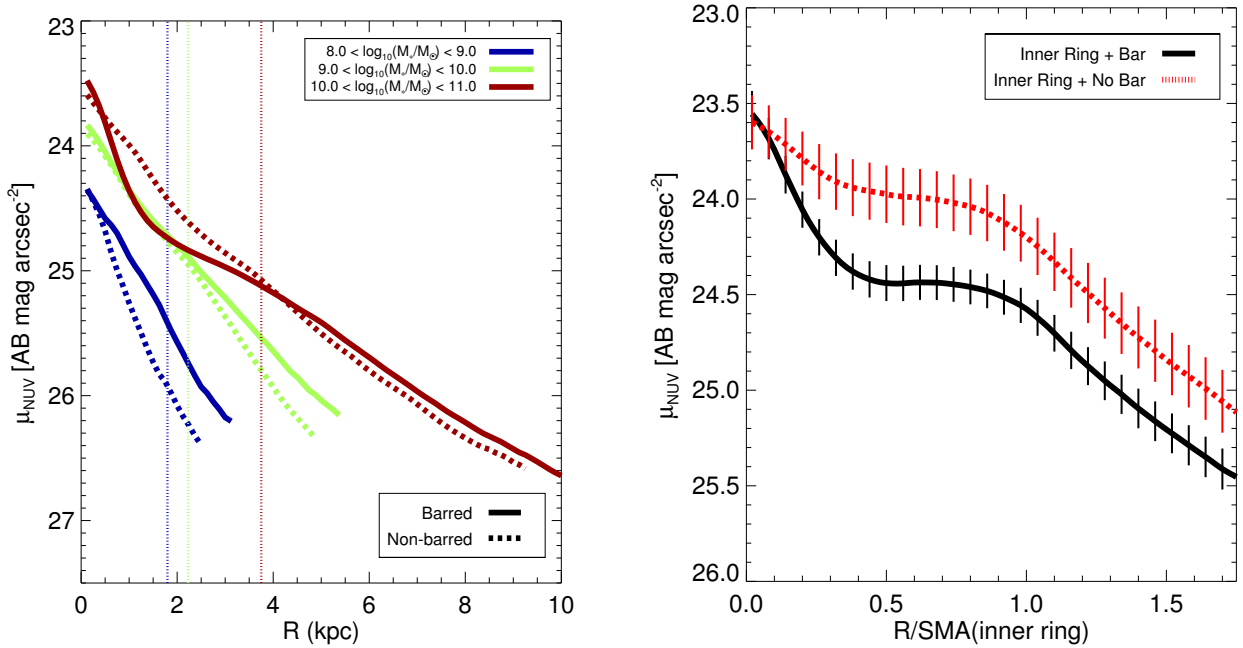 8.0 < log₁₀(M*/M☉) < 9.0
9.0 < log₁₀(M*/M☉) < 10.0
10.0 < log₁₀(M*/M☉) < 11.0
23
24
25
26
27
μNUV [AB mag arcsec⁻²]
Barred
Non-barred
0 2 4 6 8 10
R (kpc)
Inner Ring + Bar
Inner Ring + No Bar
23.0
23.5
24.0
24.5
25.0
25.5
26.0
μNUV [AB mag arcsec⁻²]
0.0 0.5 1.0 1.5
R/SMA(inner ring)